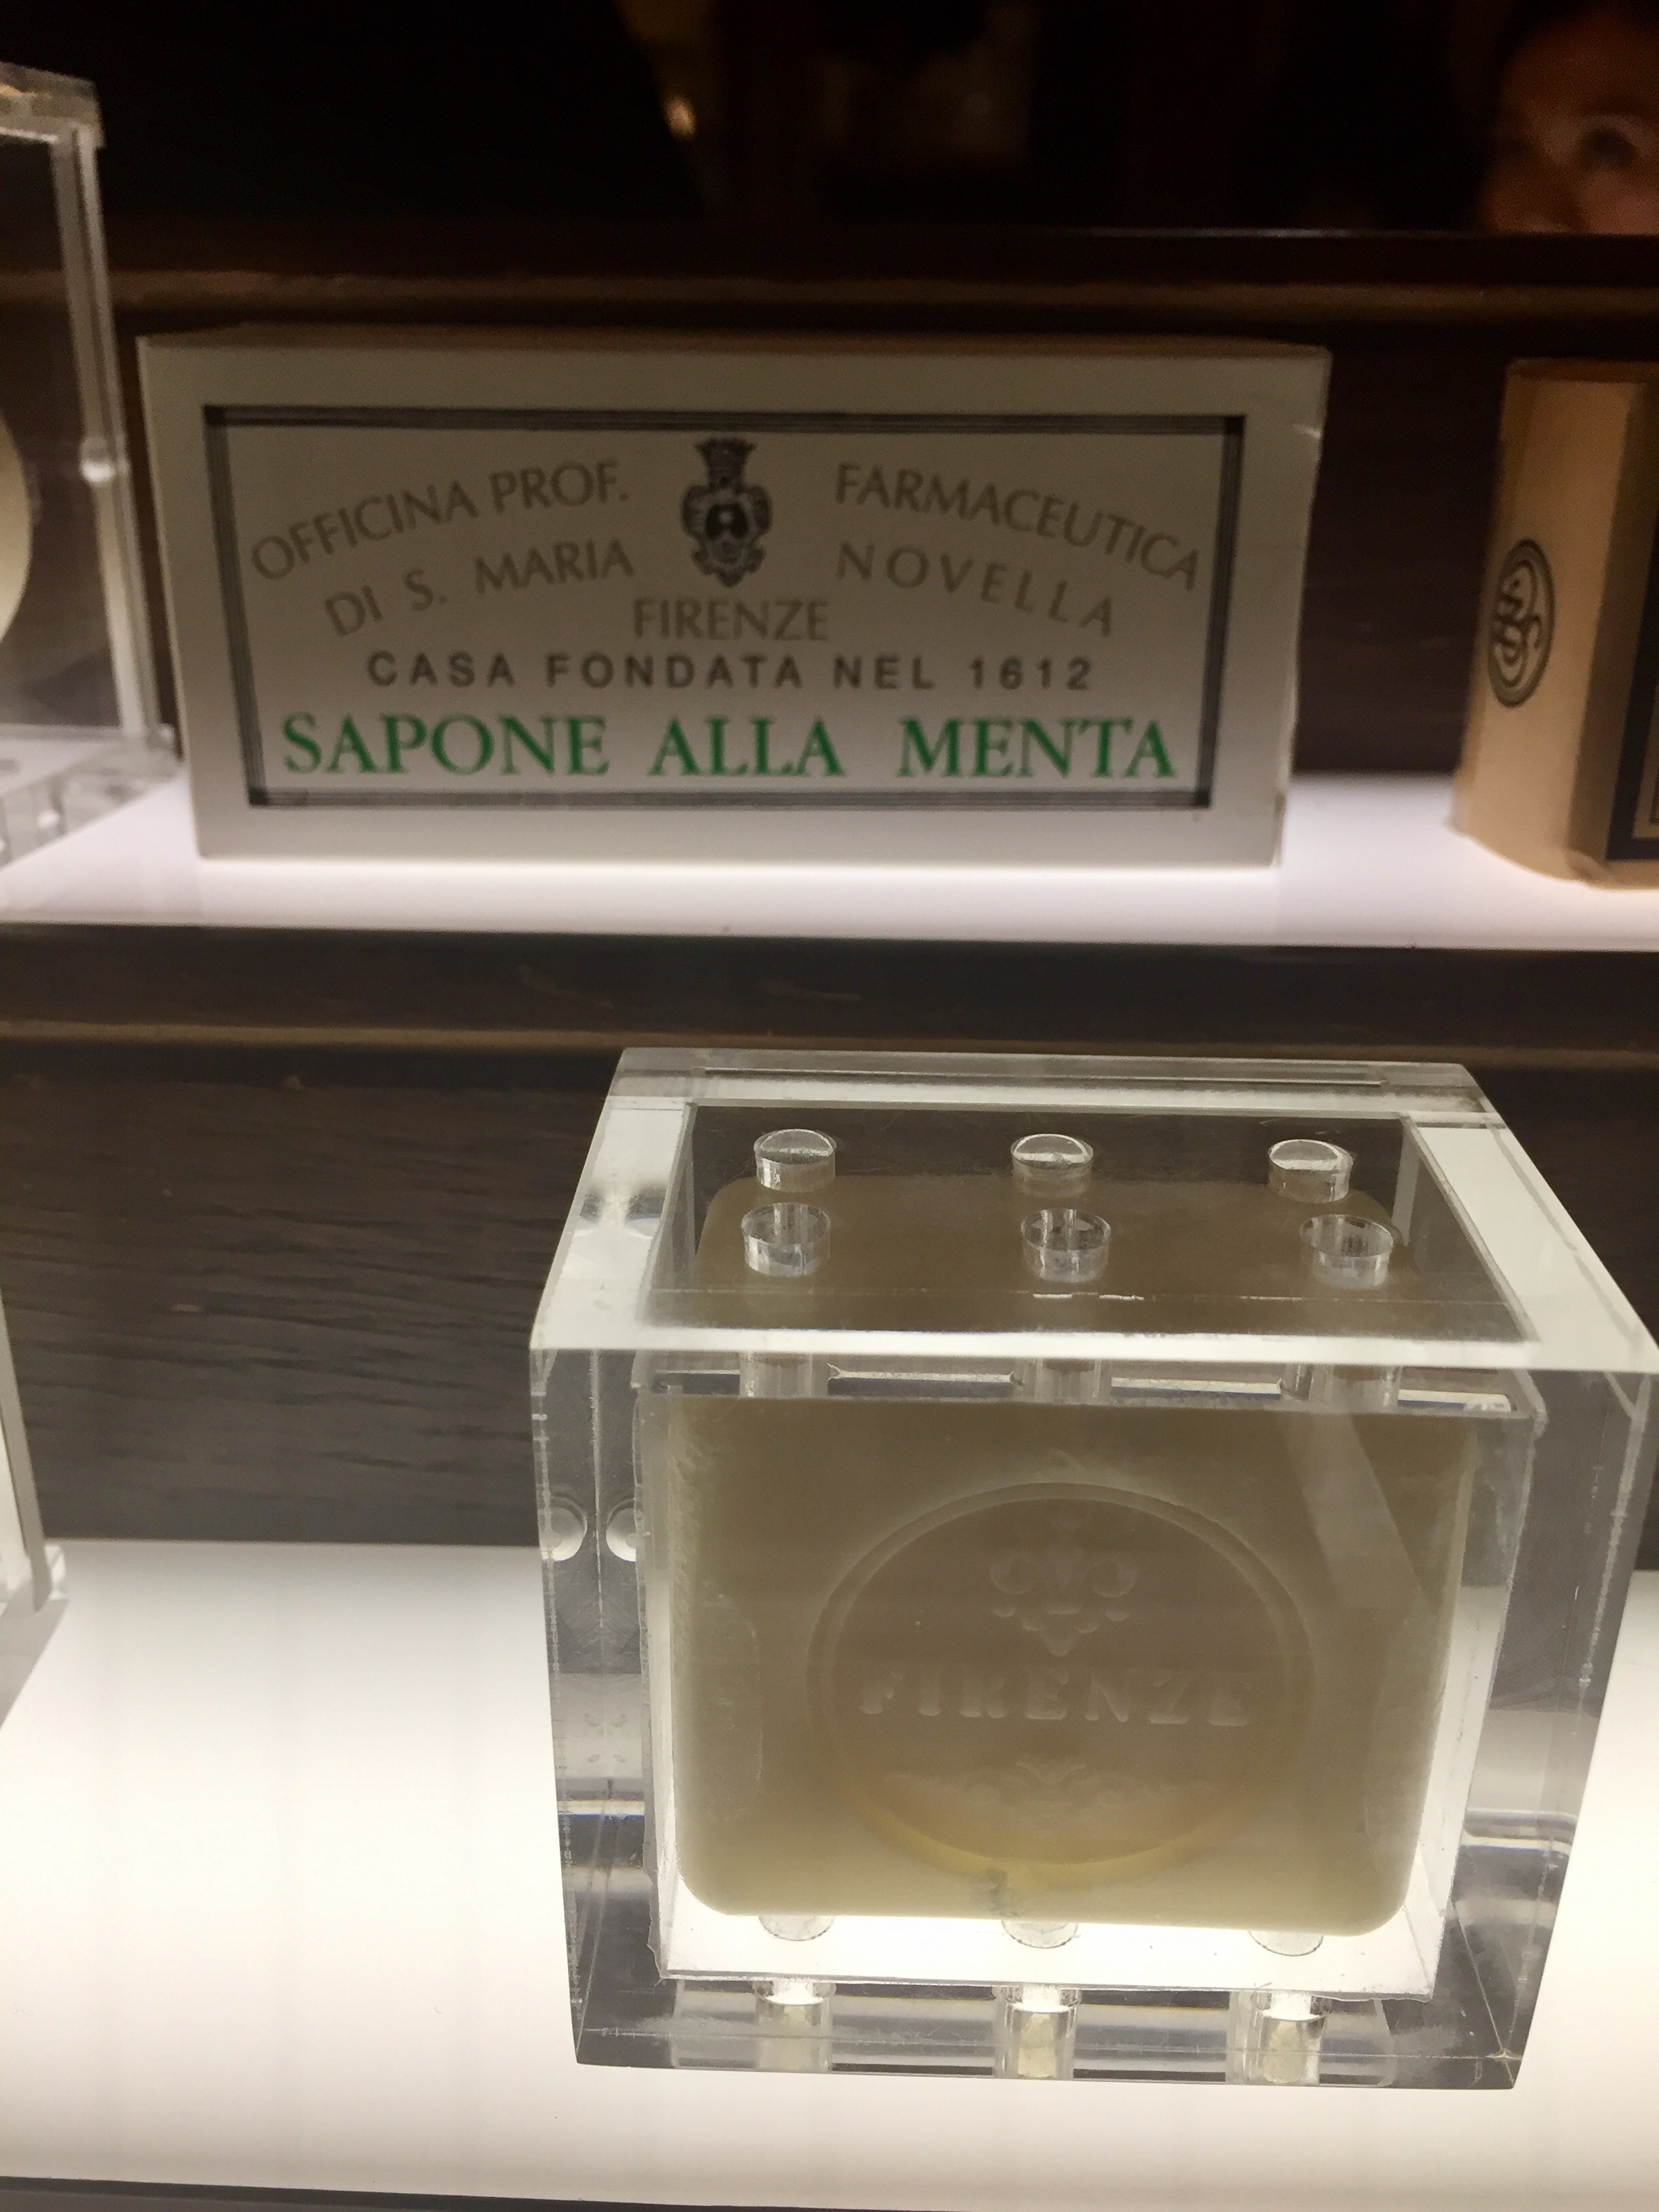 OFFICINA PROF. FARMACEUTICA
DI S. MARIA NOVELLA
FIRENZE
CASA FONDATA NEL 1612
SAPONE ALLA MENTA
FIRENZE